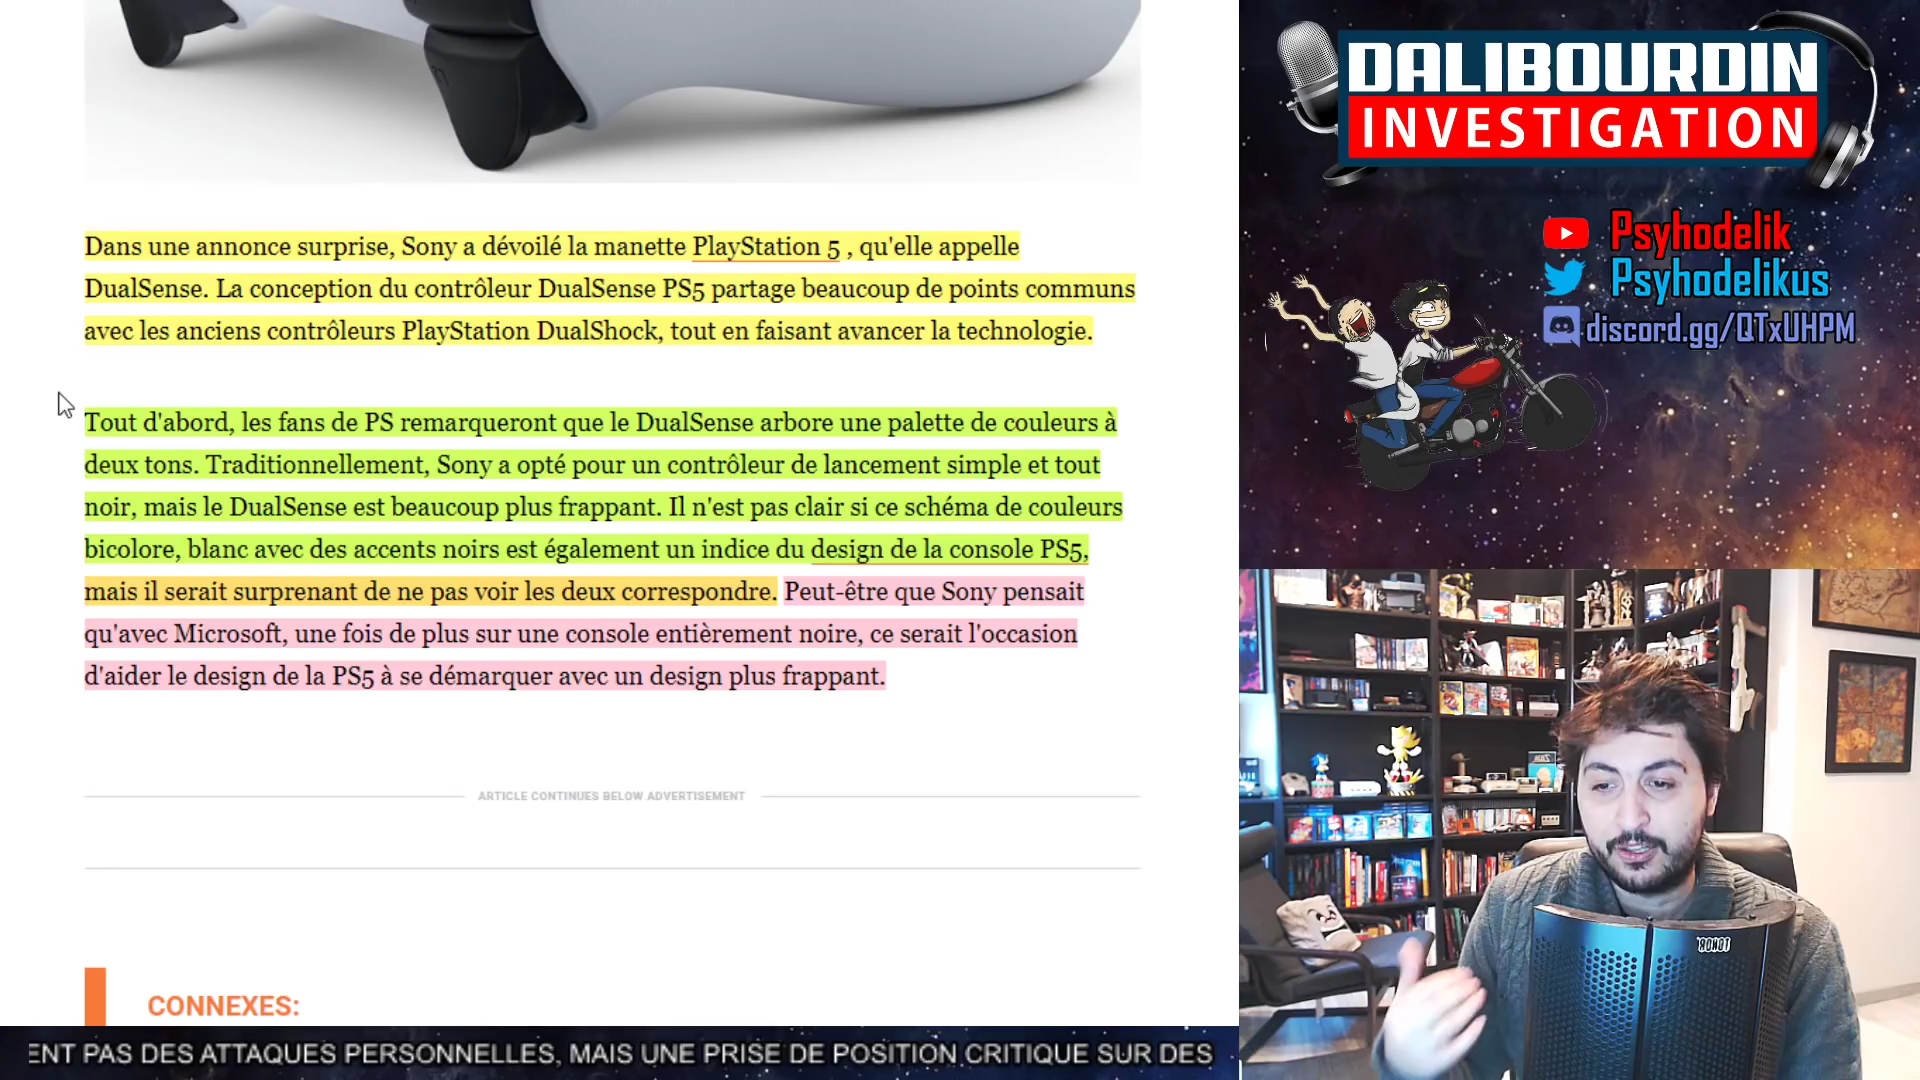 Dans une annonce surprise, Sony a dévoilé la manette PlayStation 5 , qu'elle appelle
DualSense. La conception du contrôleur DualSense PS5 partage beaucoup de points communs
avec les anciens contrôleurs PlayStation DualShock, tout en faisant avancer la technologie.
Tout d'abord, les fans de PS remarqueront que le DualSense arbore une palette de couleurs à
deux tons. Traditionnellement, Sony a opté pour un contrôleur de lancement simple et tout
noir, mais le DualSense est beaucoup plus frappant. Il n'est pas clair si ce schéma de couleurs
bicolore, blanc avec des accents noirs est également un indice du design de la console PS5,
mais il serait surprenant de ne pas voir les deux correspondre. Peut-être que Sony pensait
qu'avec Microsoft, une fois de plus sur une console entièrement noire, ce serait l'occasion
d'aider le design de la PS5 à se démarquer avec un design plus frappant.
ARTICLE CONTINUES BELOW ADVERTISEMENT
CONNEXES:
ENT PAS DES ATTAQUES PERSONNELLES, MAIS UNE PRISE DE POSITION CRITIQUE SUR DES
DALIBOURDIN
INVESTIGATION
Psyhodelik
Psyhodelikus
discord.gg/QTxUHPM